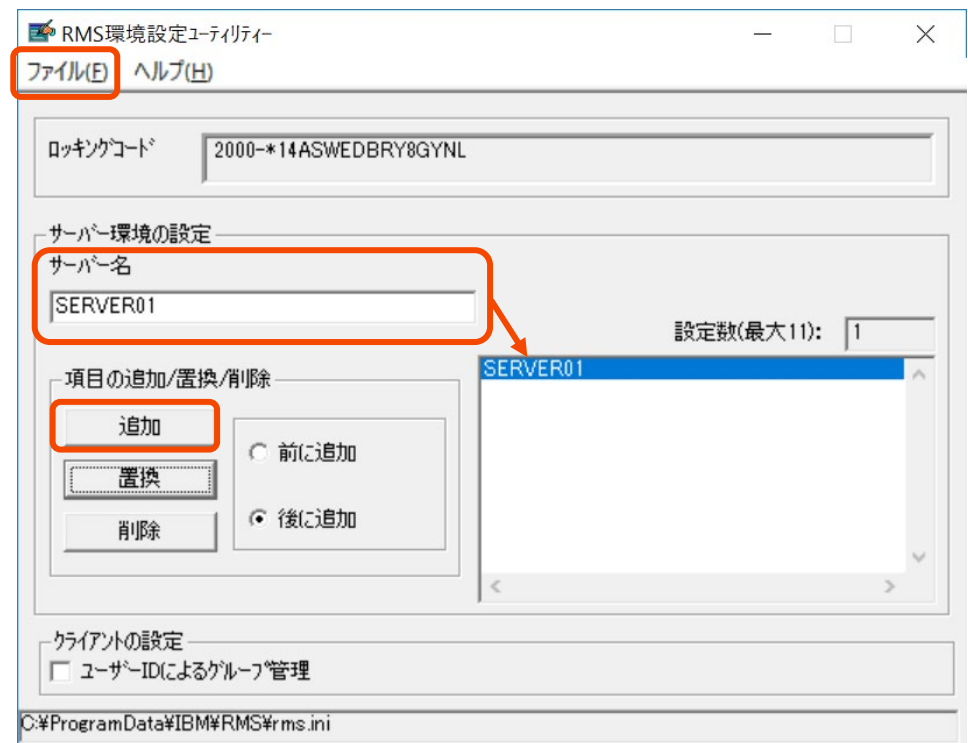 RMS環境設定ﾕｰﾃｨﾘﾃｨｰ
ファイル(F) ヘルプ(H)
ﾛｯｷﾝｸﾞｺｰﾄﾞ 2000-*14ASWEDBRY8GYNL
ｻｰﾊﾞｰ環境の設定
ｻｰﾊﾞｰ名
SERVER01
設定数(最大11): 1
項目の追加/置換/削除
SERVER01
追加
前に追加
置換
後に追加
削除
ｸﾗｲｱﾝﾄの設定
ﾕｰｻﾞｰIDによるｸﾞﾙｰﾌﾟ管理
C:¥ProgramData¥IBM¥RMS¥rms.ini